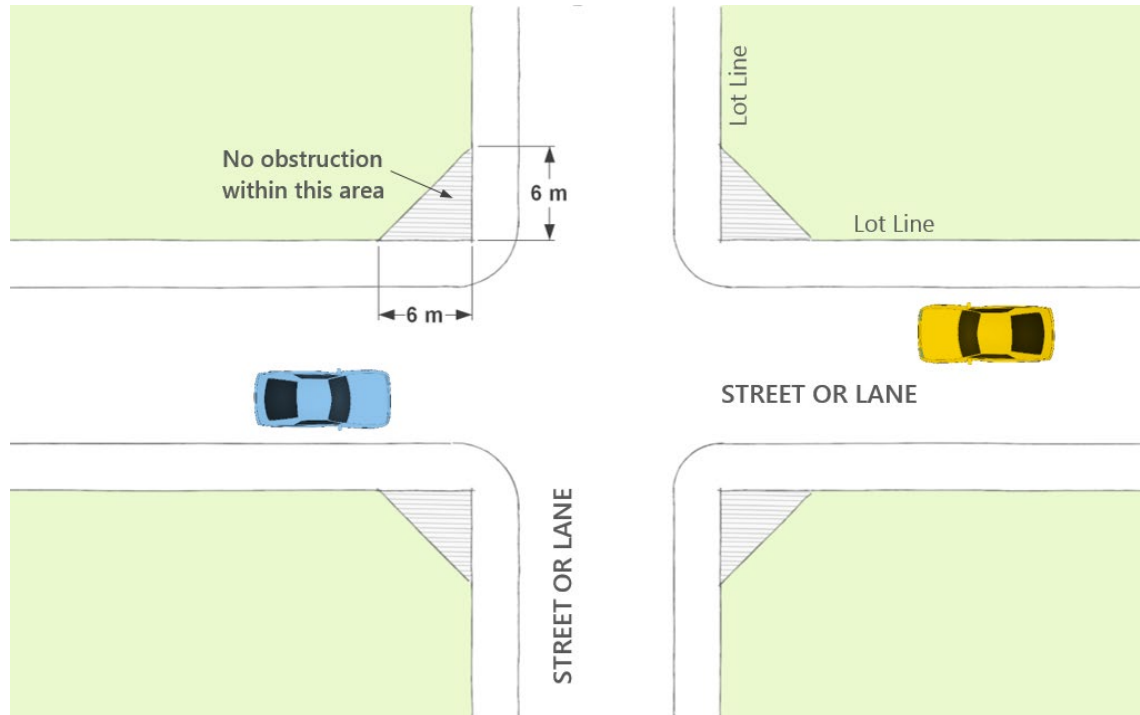 Lot Line
No obstruction
within this area
6 m
Lot Line
6 m
STREET OR LANE
STREET OR LANE